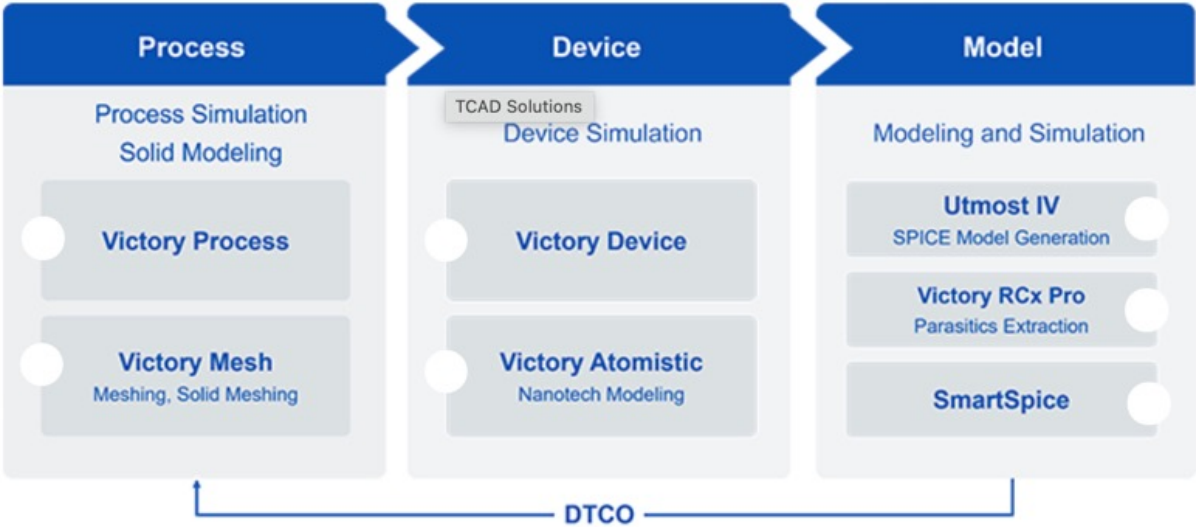 Process
Process Simulation
Solid Modeling
Victory Process
Victory Mesh
Meshing, Solid Meshing
Device
TCAD Solutions
Device Simulation
Victory Device
Victory Atomistic
Nanotech Modeling
Model
Modeling and Simulation
Utmost IV
SPICE Model Generation
Victory RCx Pro
Parasitics Extraction
SmartSpice
DTCO